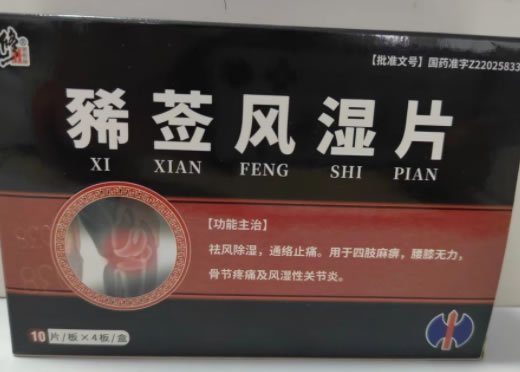 【批准文号】国药准字Z22025833
豨莶风湿片
XI XIAN FENG SHI PIAN
【功能主治】
祛风除湿，通络止痛。用于四肢麻痹，腰膝无力，
骨节疼痛及风湿性关节炎。
10片/板×4板/盒